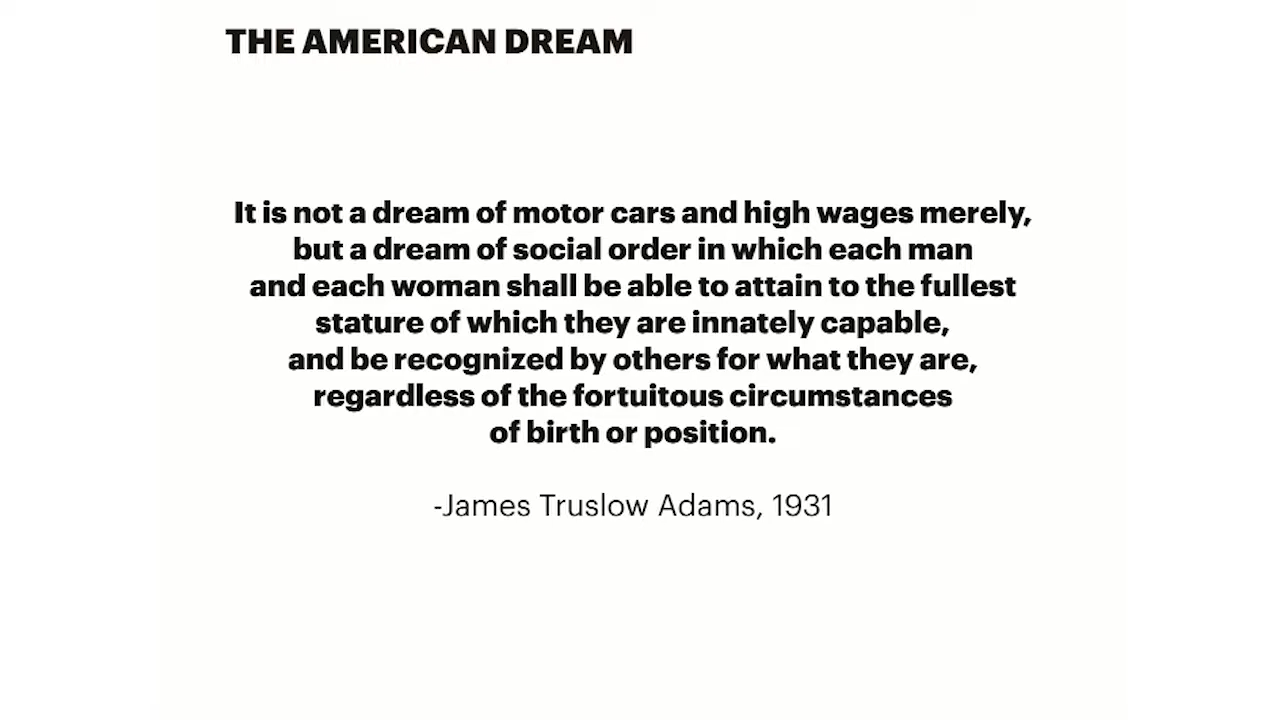 THE AMERICAN DREAM
It is not a dream of motor cars and high wages merely,
but a dream of social order in which each man
and each woman shall be able to attain to the fullest
stature of which they are innately capable,
and be recognized by others for what they are,
regardless of the fortuitous circumstances
of birth or position.
-James Truslow Adams, 1931